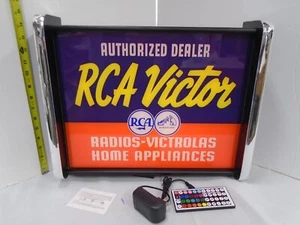 AUTHORIZED DEALER
RCA Victor
RCA
RADIOS-VICTROLAS
HOME APPLIANCES